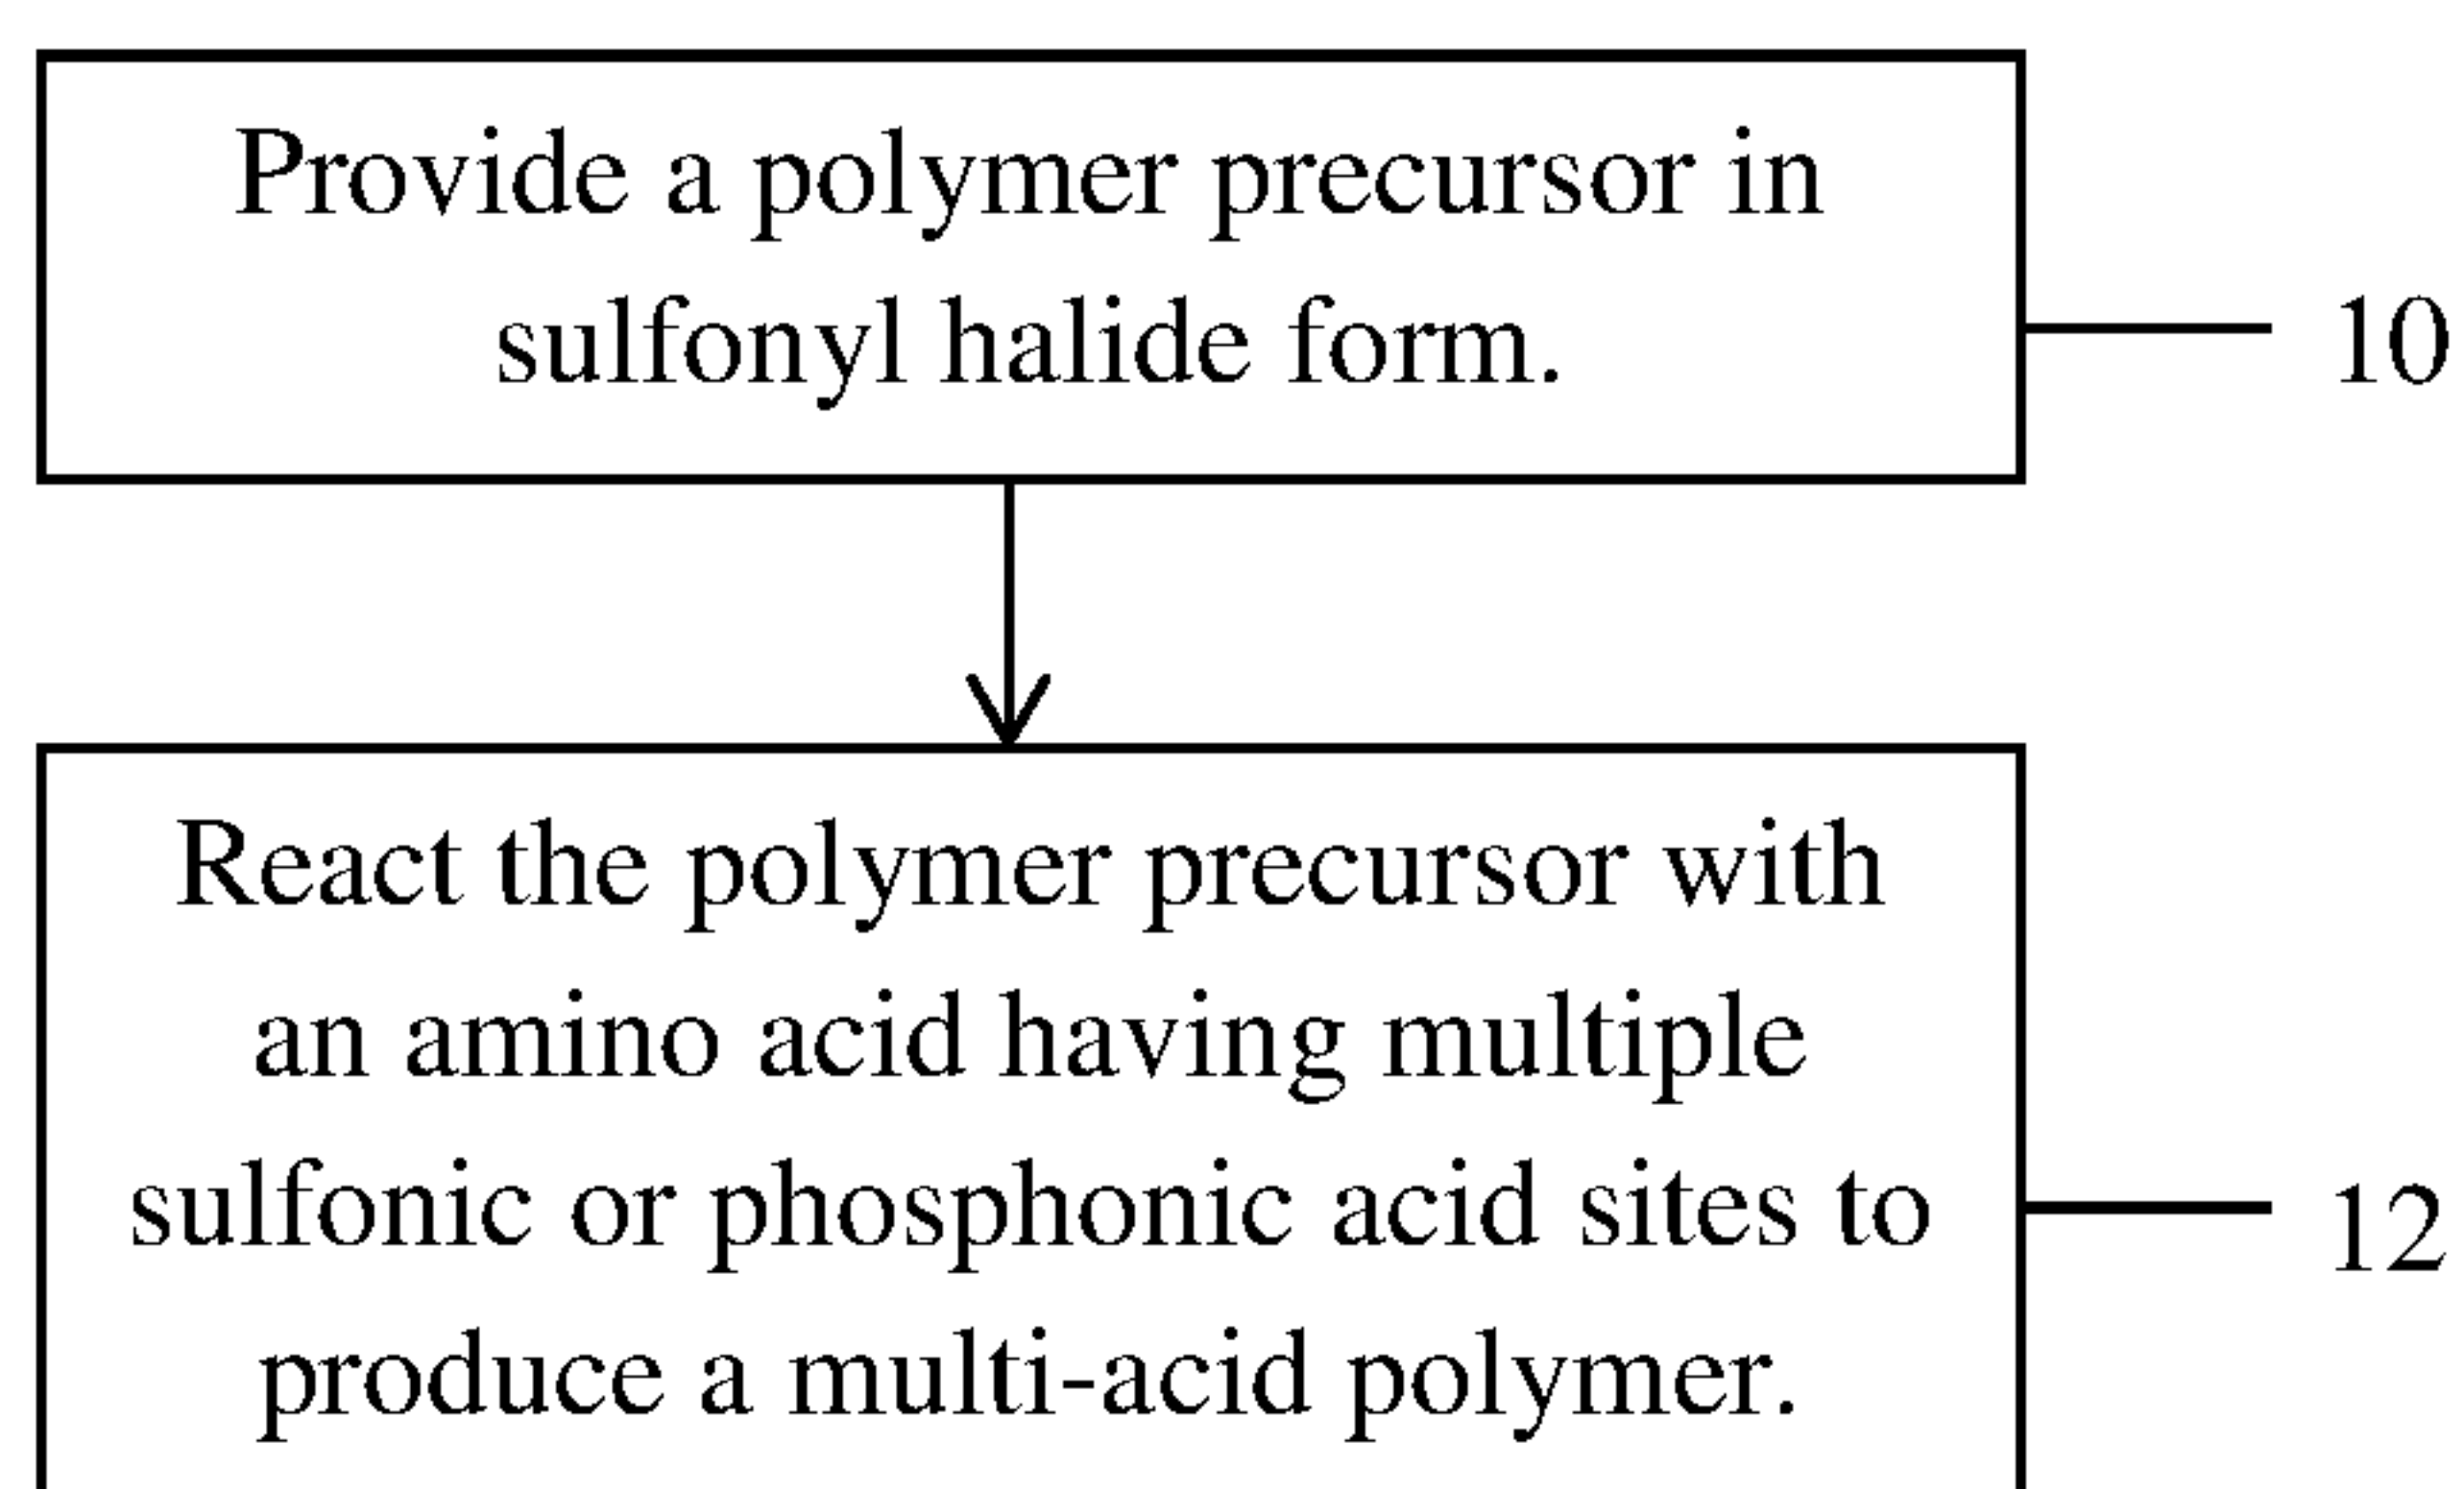 Provide a polymer precursor in
sulfonyl halide form.
10
React the polymer precursor with
an amino acid having multiple
sulfonic or phosphonic acid sites to
12
produce a multi-acid polymer.